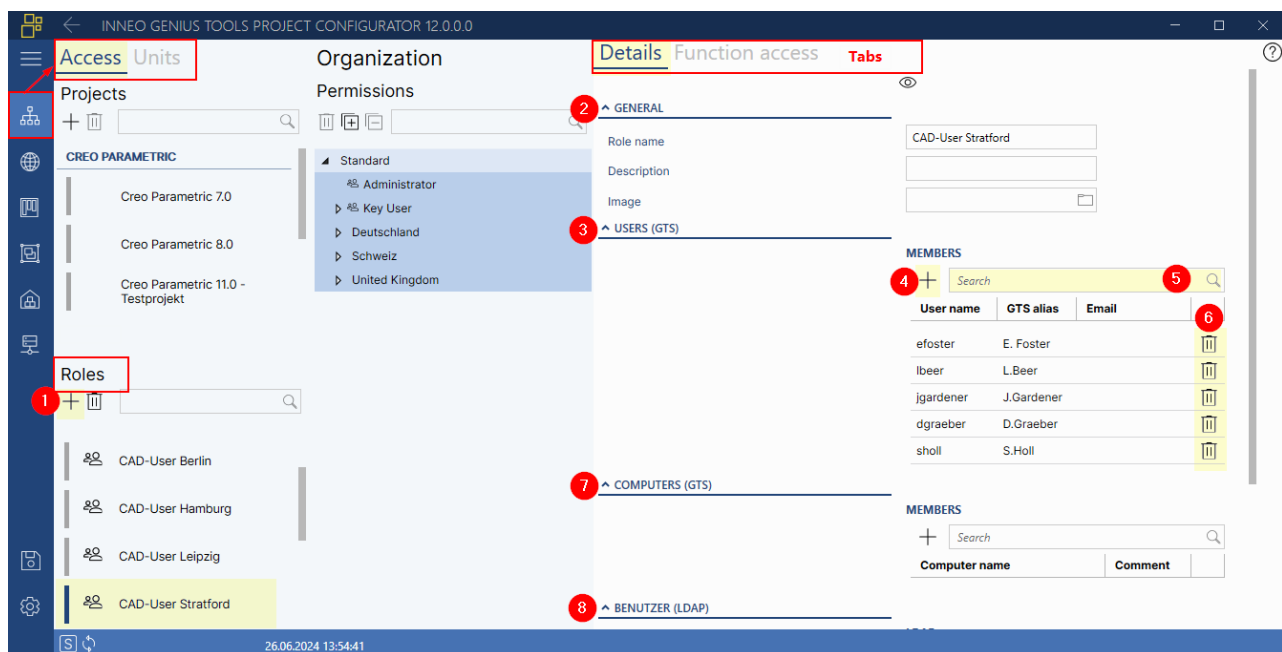 INNEO GENIUS TOOLS PROJECT CONFIGURATOR 12.0.0.0
Access Units
Projects
CREO PARAMETRIC
Creo Parametric 7.0
Creo Parametric 8.0
Creo Parametric 11.0 -
Testprojekt
Roles
1
CAD-User Berlin
CAD-User Hamburg
CAD-User Leipzig
CAD-User Stratford
Organization
Permissions
Standard
Administrator
Key User
Deutschland
Schweiz
United Kingdom
Details Function access Tabs
2 GENERAL
Role name CAD-User Stratford
Description
Image
3 USERS (GTS)
MEMBERS
4 Search 5
User name GTS alias Email 6
efoster E. Foster
lbeer L.Beer
jgardener J.Gardener
dgraeber D.Graeber
sholl S.Holl
7 COMPUTERS (GTS)
MEMBERS
Search
Computer name Comment
8 BENUTZER (LDAP)
S 26.06.2024 13:54:41